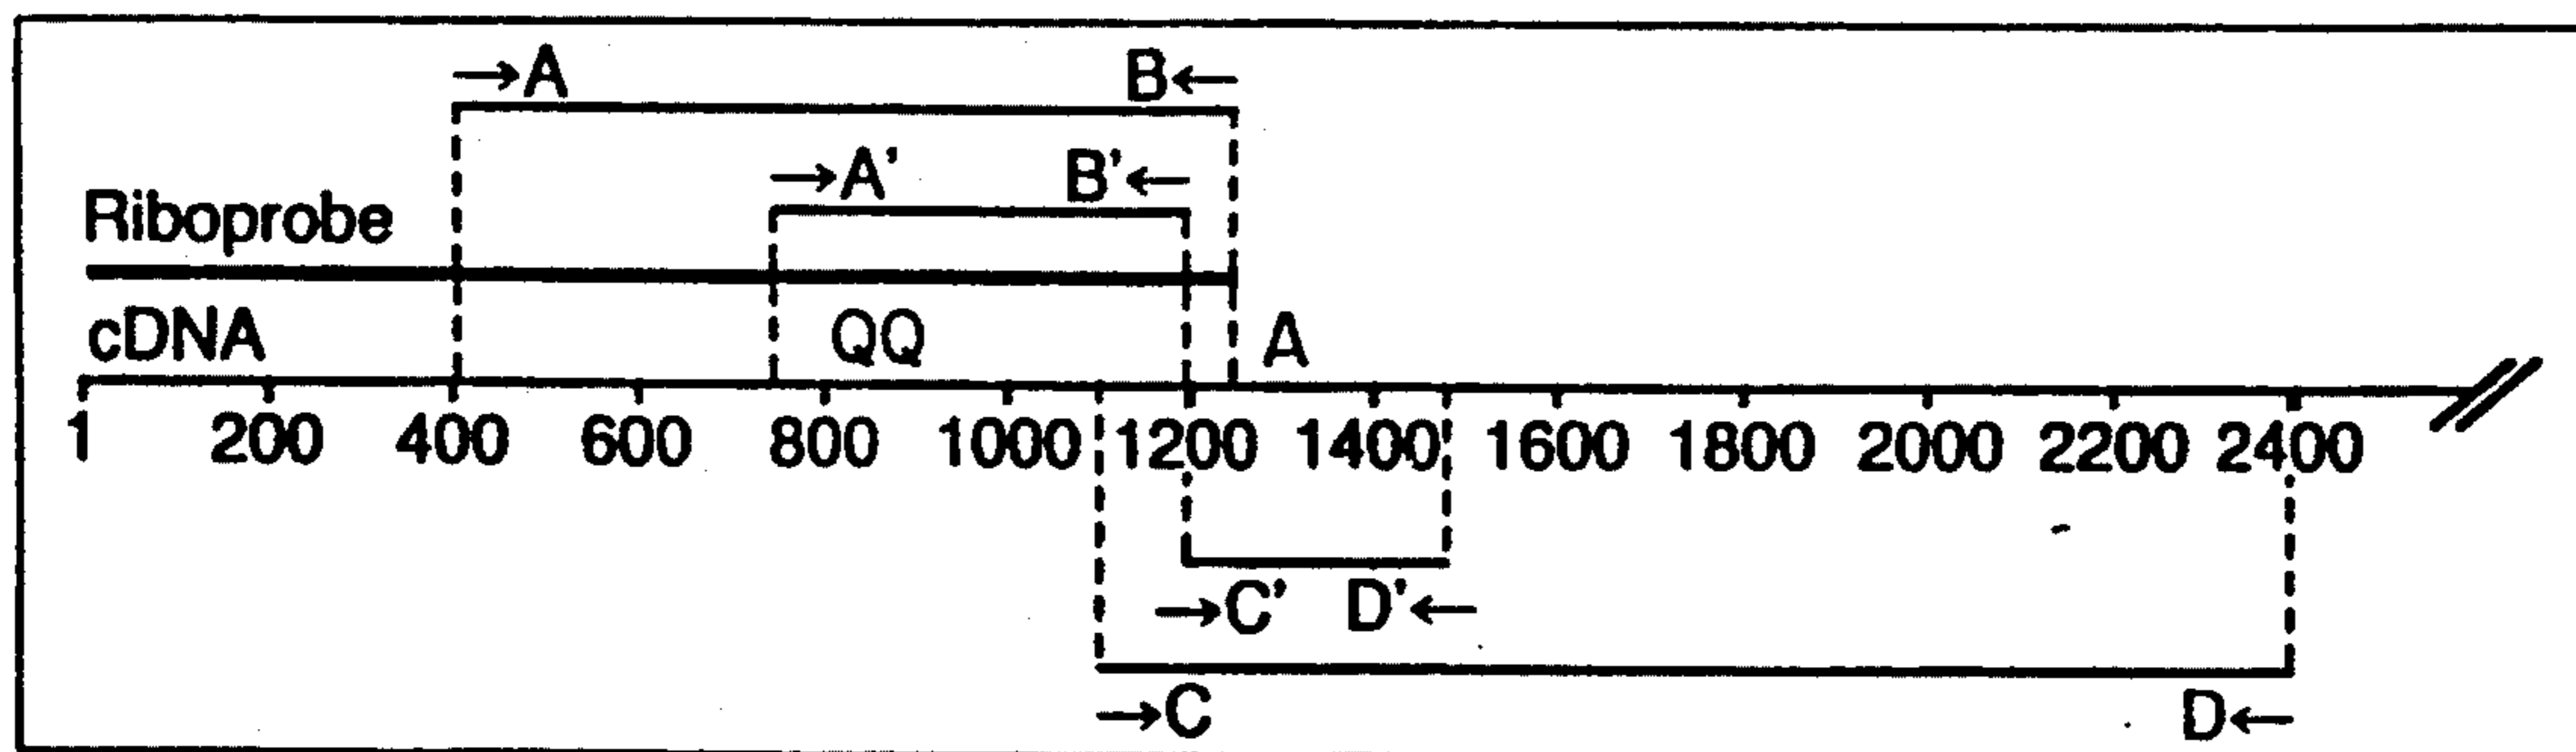 →A B←
→A' B'←
Riboprobe
cDNA QQ A
1 200 400 600 800 1000 1200 1400 1600 1800 2000 2200 2400
→C' D'←
→C D←